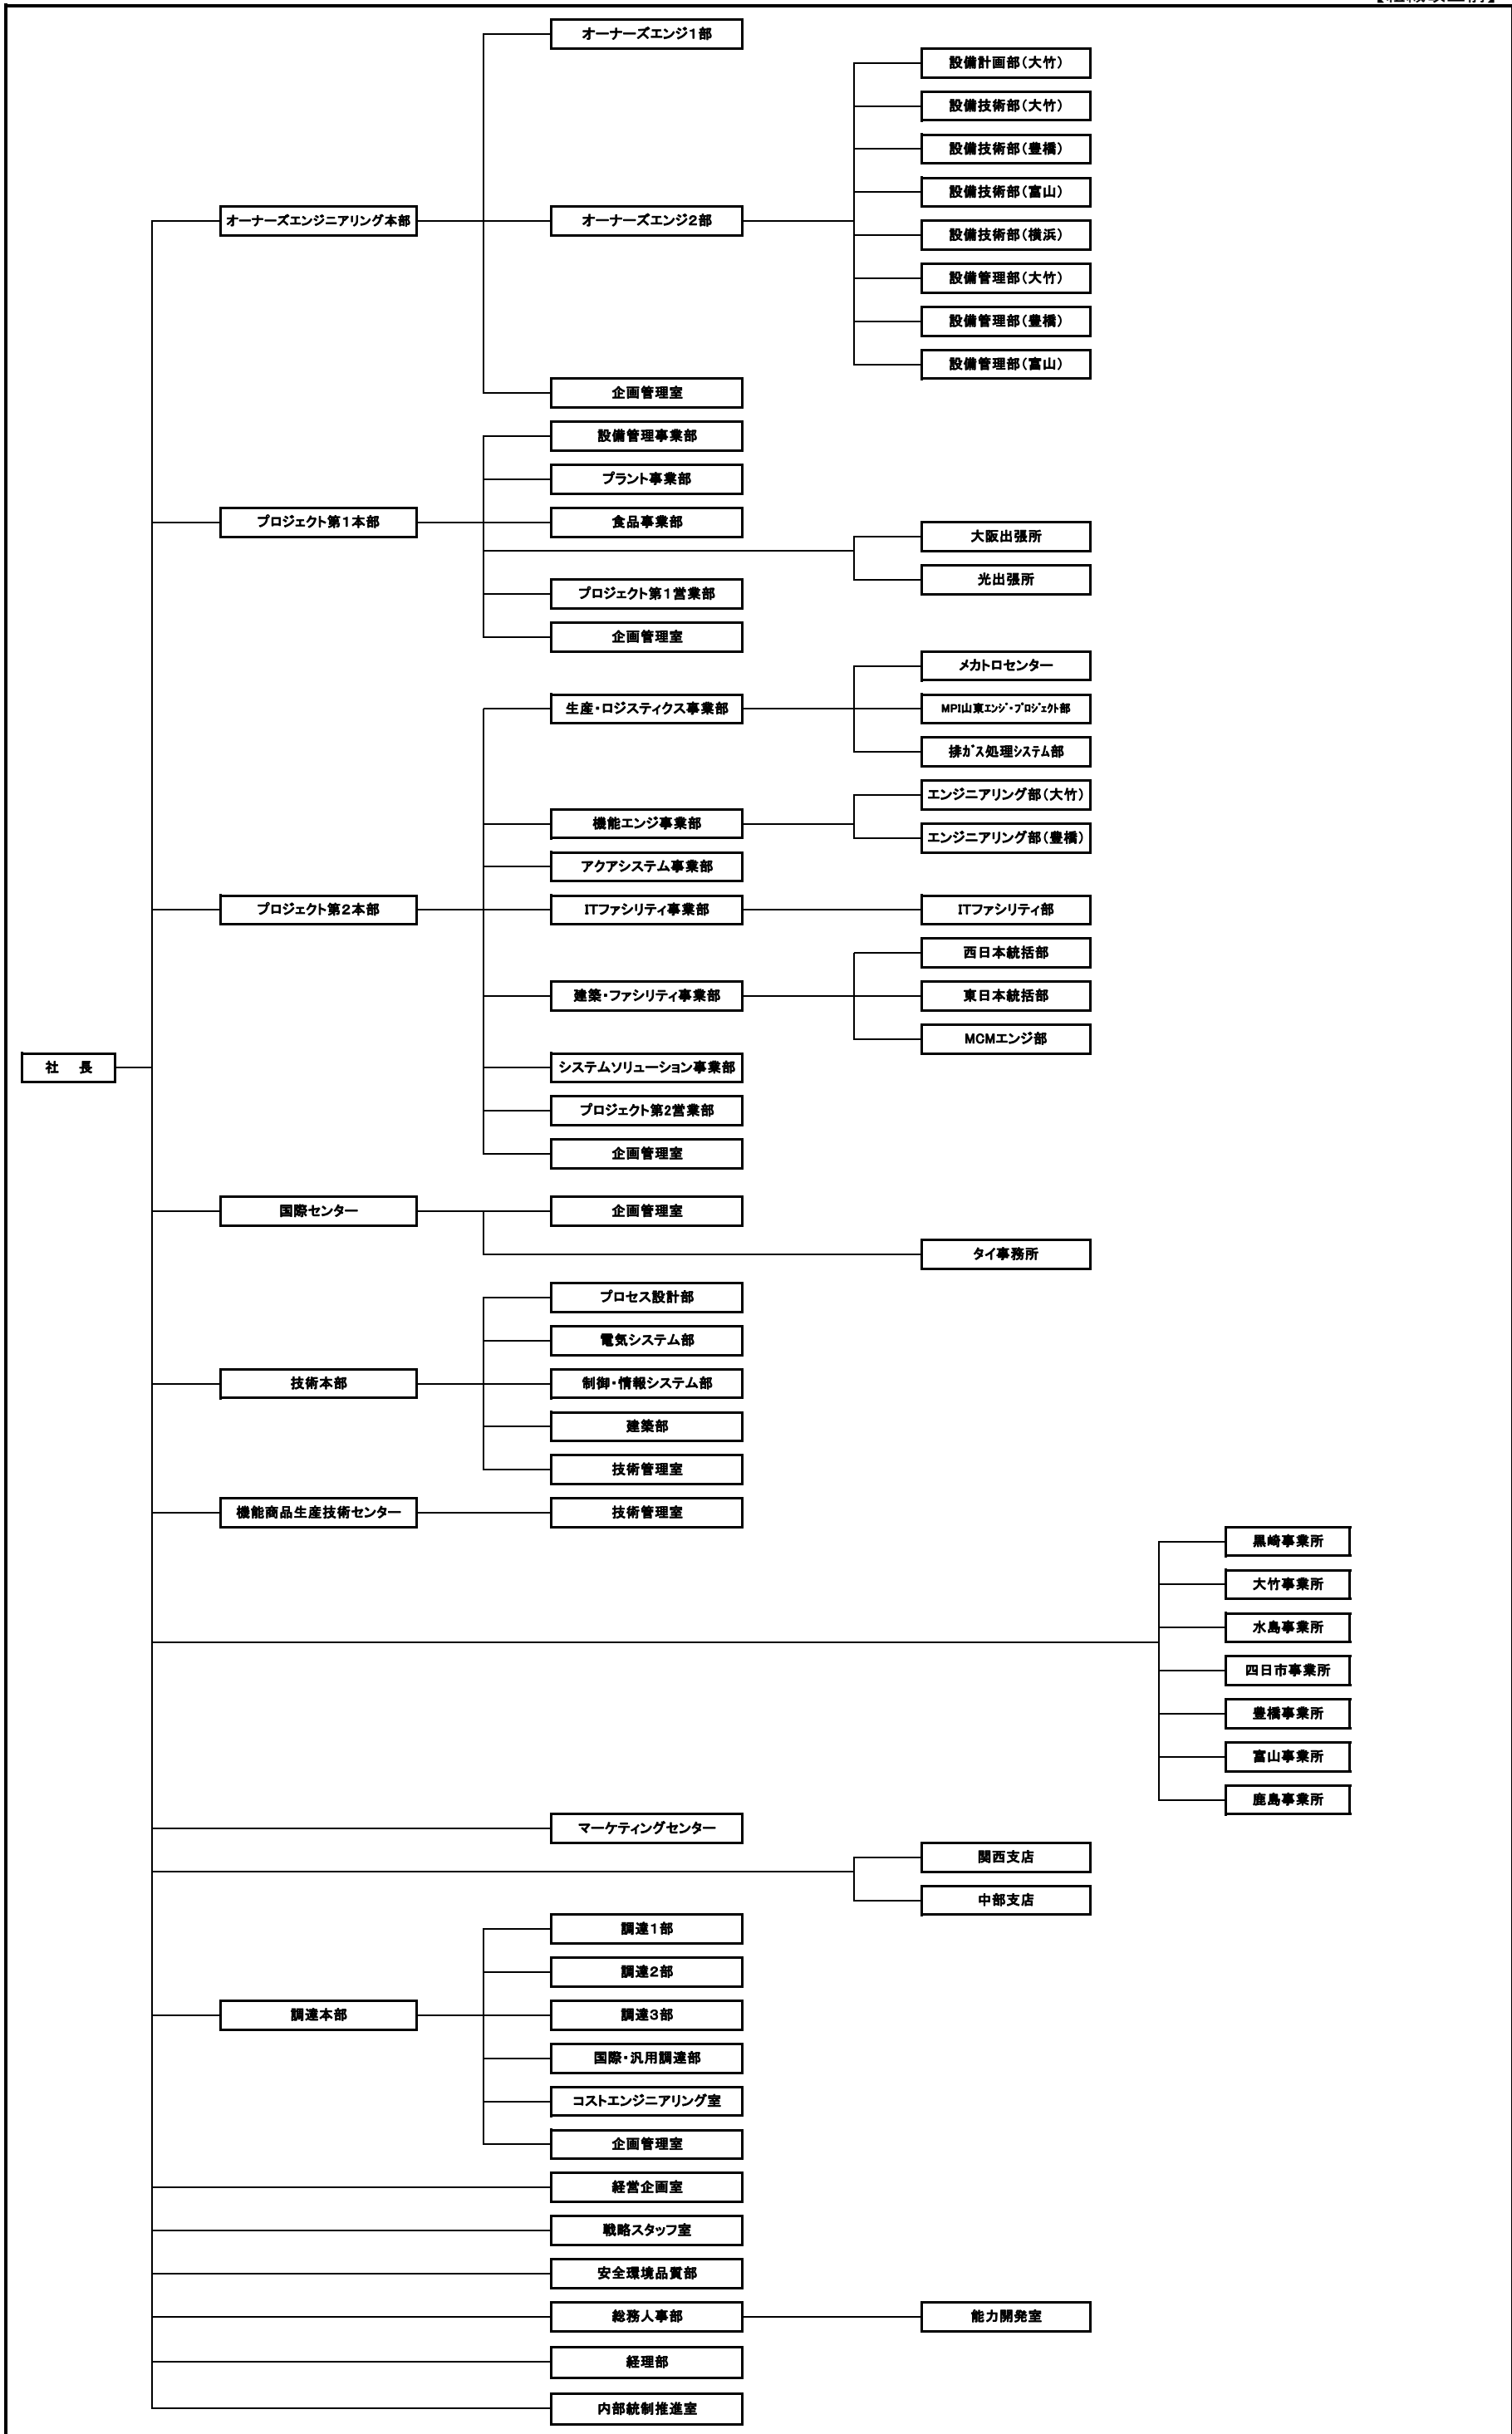 オーナーズエンジ1部
設備計画部（大竹）
設備技術部（大竹）
設備技術部（豊橋）
設備技術部（富山）
オーナーズエンジニアリング本部
オーナーズエンジ2部
設備技術部（横浜）
設備管理部（大竹）
設備管理部（豊橋）
設備管理部（富山）
企画管理室
設備管理事業部
プラント事業部
プロジェクト第1本部
食品事業部
大阪出張所
光出張所
プロジェクト第1営業部
企画管理室
メカトロセンター
生産・ロジスティクス事業部
MPI山東ｴﾝｼﾞ・ﾌﾟﾛｼﾞｪｸﾄ部
排ｶﾞｽ処理ｼｽﾃﾑ部
エンジニアリング部（大竹）
機能エンジ事業部
エンジニアリング部（豊橋）
アクアシステム事業部
プロジェクト第2本部
ITファシリティ事業部
ITファシリティ部
西日本統括部
建築・ファシリティ事業部
東日本統括部
MCMエンジ部
社　長
システムソリューション事業部
プロジェクト第2営業部
企画管理室
国際センター
企画管理室
タイ事務所
プロセス設計部
電気システム部
技術本部
制御・情報システム部
建築部
技術管理室
機能商品生産技術センター
技術管理室
黒崎事業所
大竹事業所
水島事業所
四日市事業所
豊橋事業所
富山事業所
鹿島事業所
マーケティングセンター
関西支店
中部支店
調達1部
調達2部
調達本部
調達3部
国際・汎用調達部
コストエンジニアリング室
企画管理室
経営企画室
戦略スタッフ室
安全環境品質部
総務人事部
能力開発室
経理部
内部統制推進室